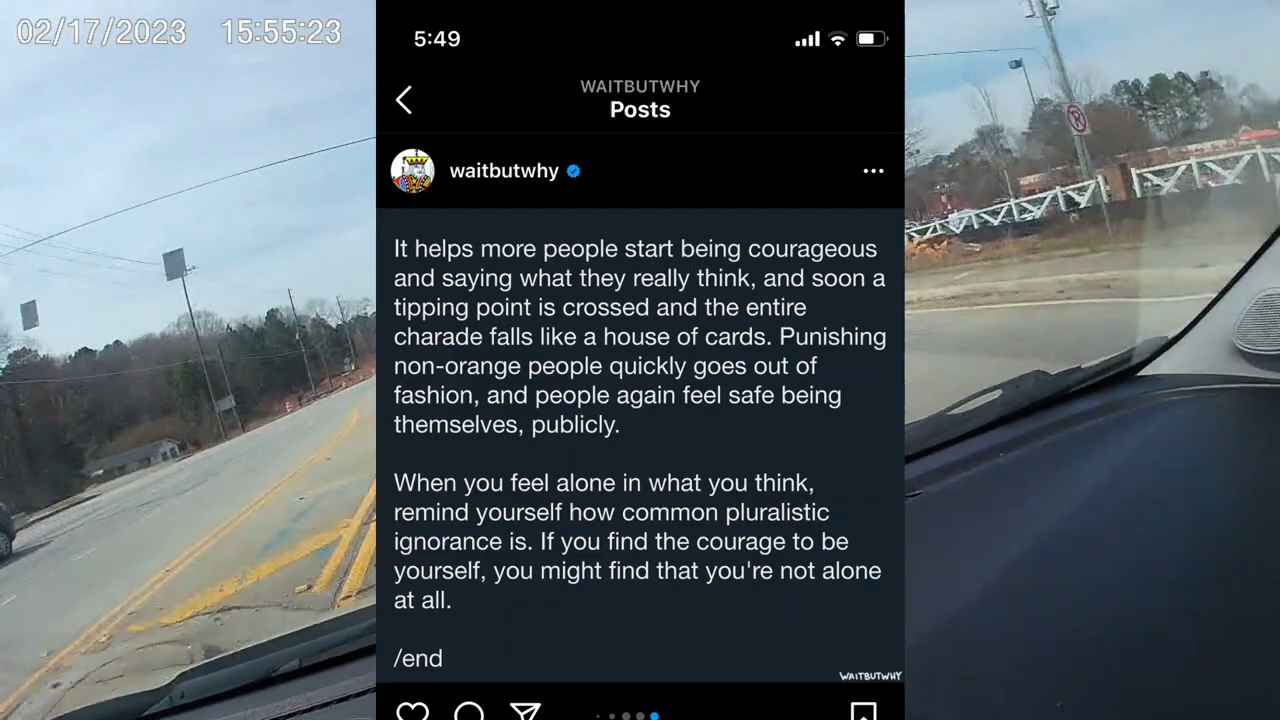 02/17/2023 15:55:23
5:49
WAITBUTWHY
Posts
waitbutwhy
It helps more people start being courageous
and saying what they really think, and soon a
tipping point is crossed and the entire
charade falls like a house of cards. Punishing
non-orange people quickly goes out of
fashion, and people again feel safe being
themselves, publicly.
When you feel alone in what you think,
remind yourself how common pluralistic
ignorance is. If you find the courage to be
yourself, you might find that you're not alone
at all.
/end
WAITBUTWHY